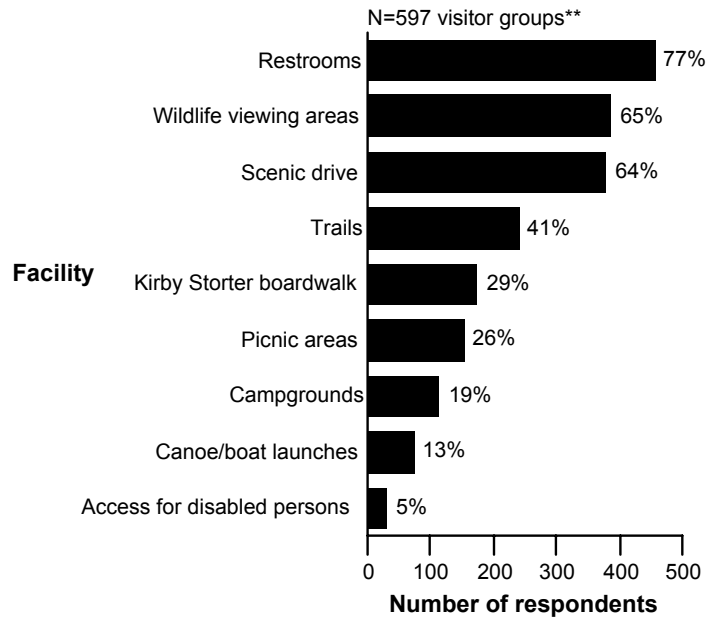 N=597 visitor groups**
Restrooms 77%
Wildlife viewing areas 65%
Scenic drive 64%
Trails 41%
Facility
Kirby Storter boardwalk 29%
Picnic areas 26%
Campgrounds 19%
Canoe/boat launches 13%
Access for disabled persons 5%
0 100 200 300 400 500
Number of respondents